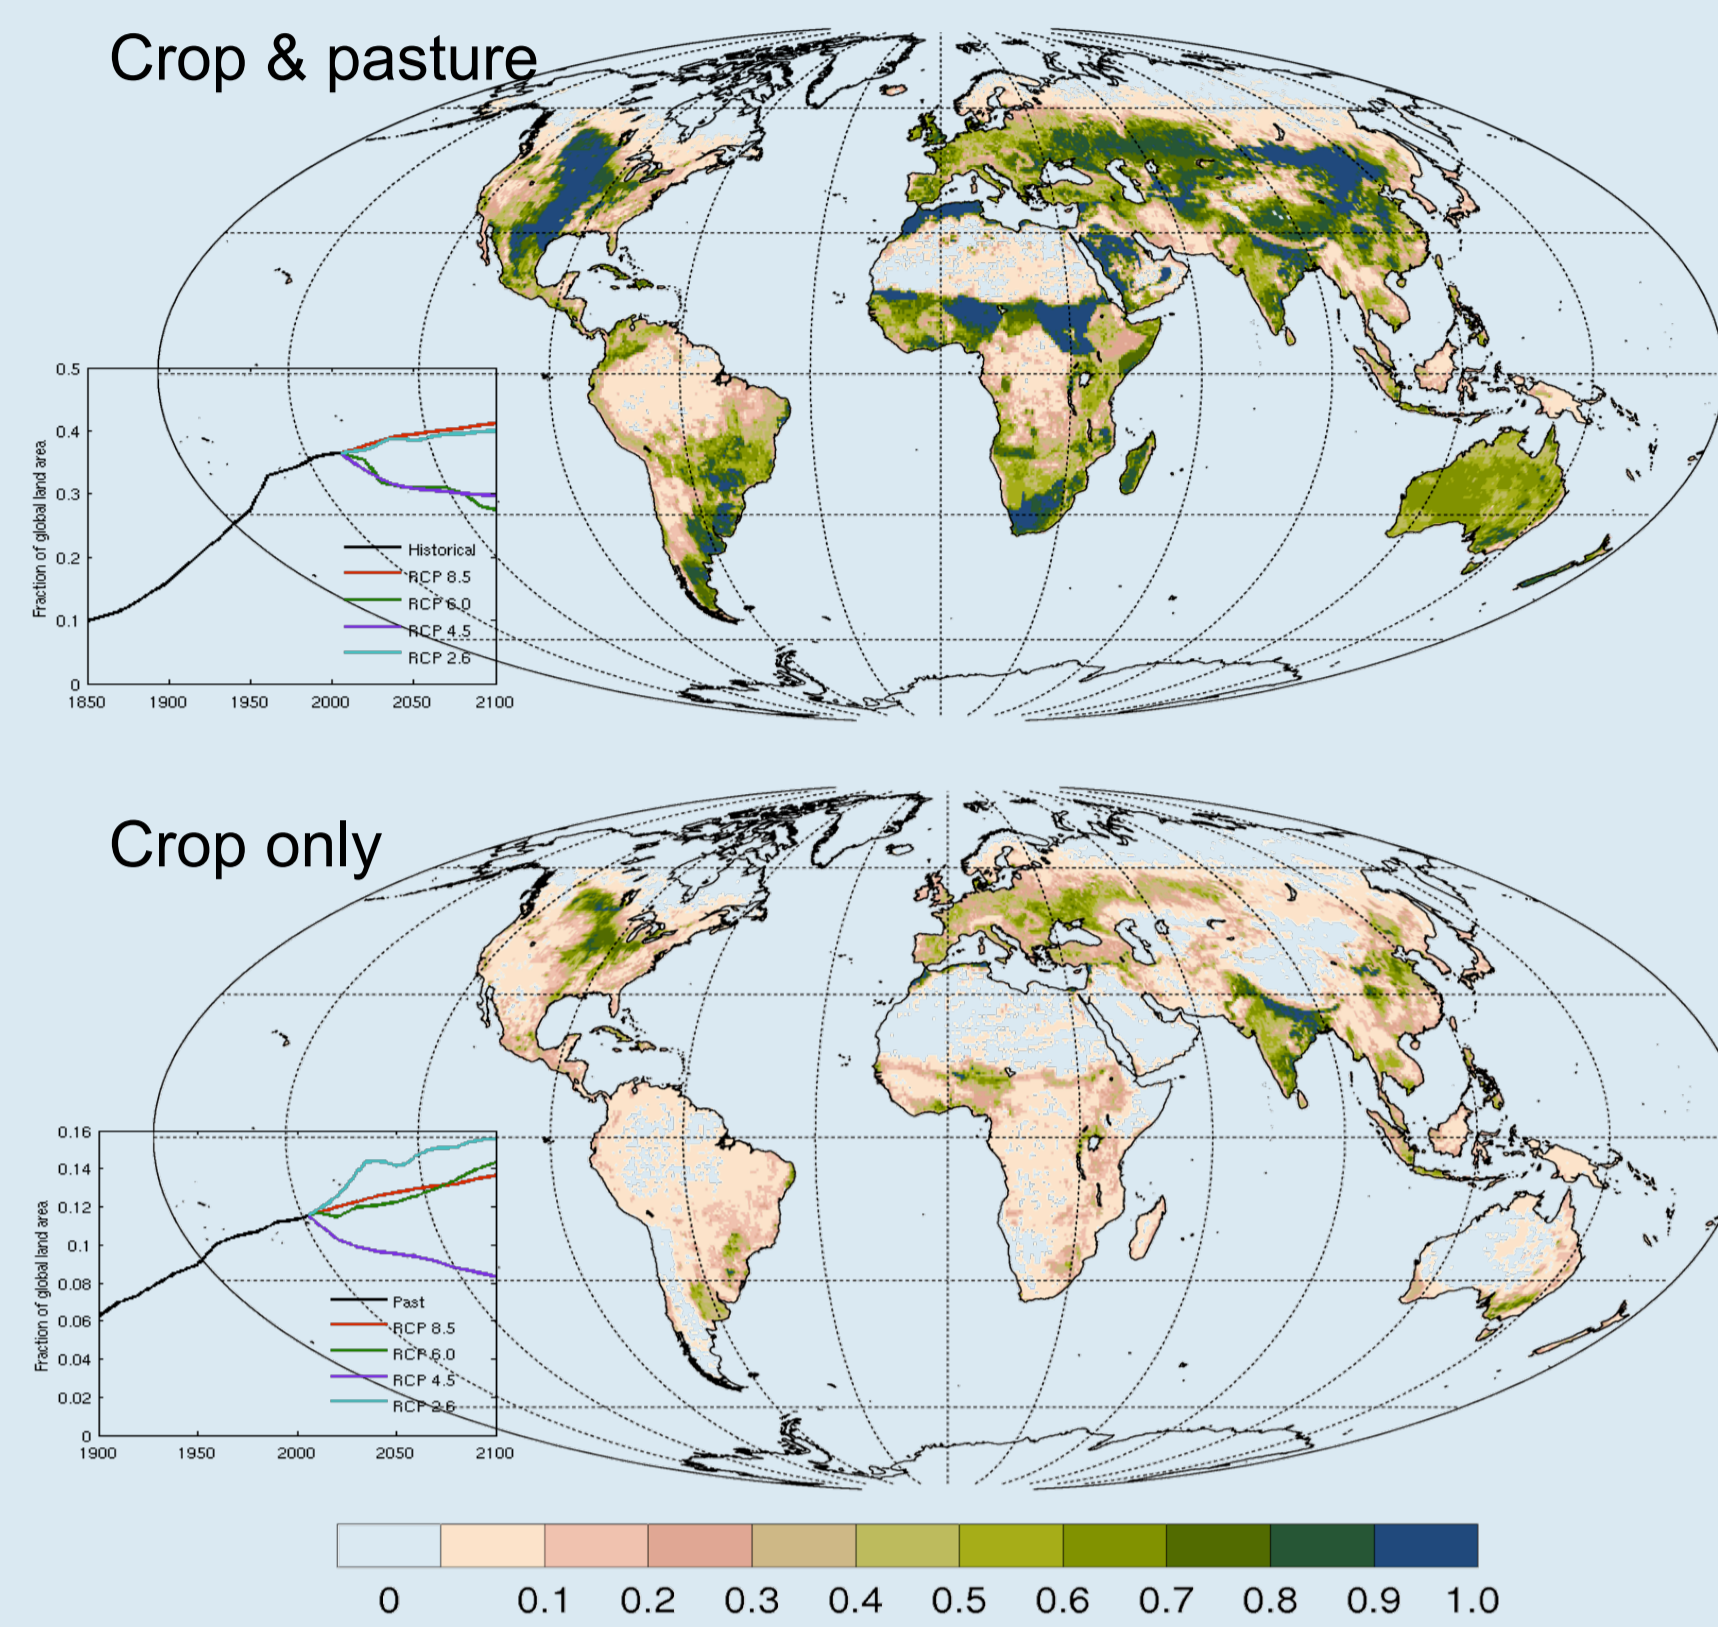 Crop & pasture
0.5
0.4
0.3
0.2
0.1
0
Fraction of global land area
1850 1900 1950 2000 2050 2100
Historical
RCP 8.5
RCP 6.0
RCP 4.5
RCP 2.6
Crop only
0.16
0.14
0.12
0.1
0.08
0.06
0.04
0.02
0
Fraction of global land area
1900 1950 2000 2050 2100
Past
RCP 8.5
RCP 6.0
RCP 4.5
RCP 2.6
0 0.1 0.2 0.3 0.4 0.5 0.6 0.7 0.8 0.9 1.0